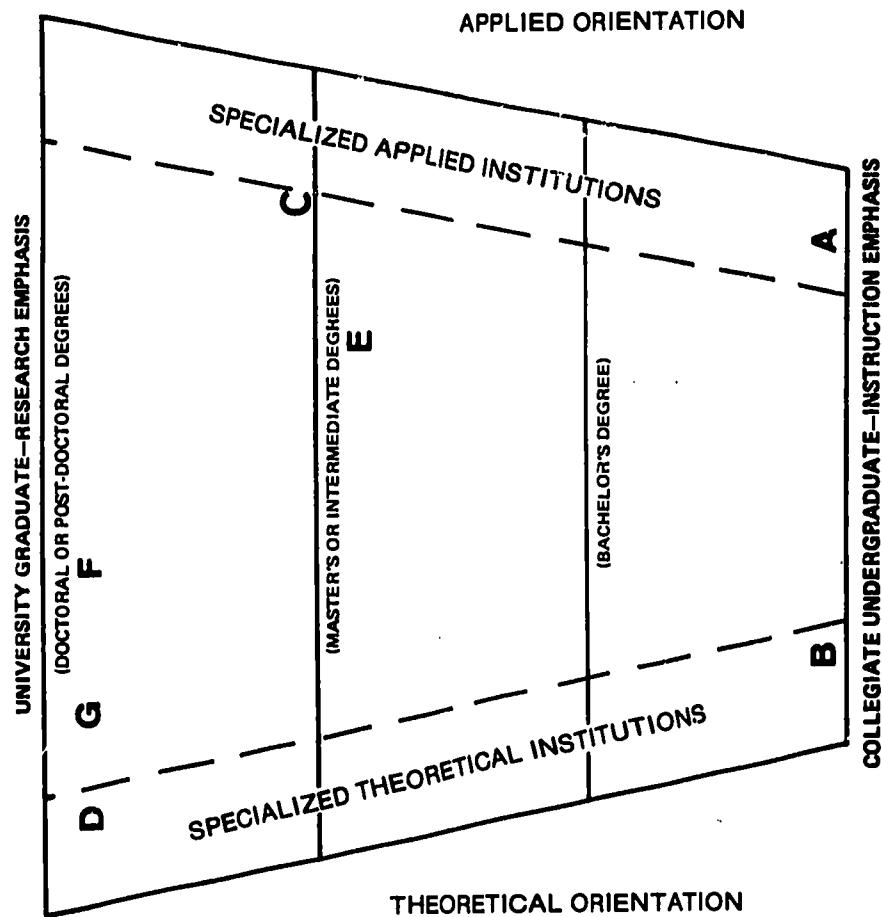 APPLIED ORIENTATION
SPECIALIZED APPLIED INSTITUTIONS
UNIVERSITY GRADUATE–RESEARCH EMPHASIS
(DOCTORAL OR POST-DOCTORAL DEGREES)
C
A
(MASTER'S OR INTERMEDIATE DEGREES)
E
(BACHELOR'S DEGREE)
COLLEGIATE UNDERGRADUATE–INSTRUCTION EMPHASIS
F
B
G
D
SPECIALIZED THEORETICAL INSTITUTIONS
THEORETICAL ORIENTATION